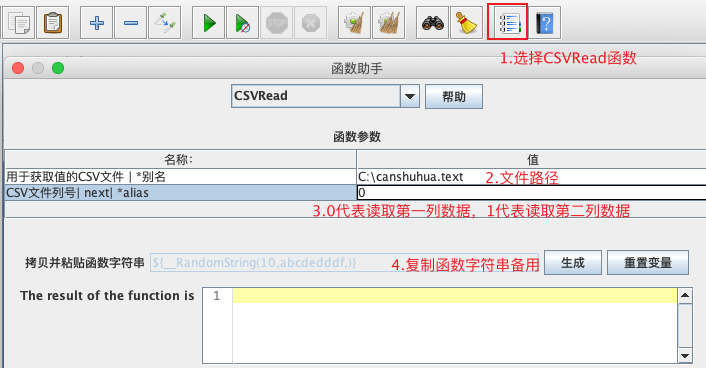 STOP
1.选择CSVRead函数
函数助手
CSVRead
帮助
函数参数
名称: 值
用于获取值的CSV文件 | *别名 C:\canshuhua.text 2.文件路径
CSV文件列号| next| *alias 0
3.0代表读取第一列数据，1代表读取第二列数据
拷贝并粘贴函数字符串 ${__RandomString(10,abcdedddf,)} 4.复制函数字符串备用 生成 重置变量
The result of the function is 1